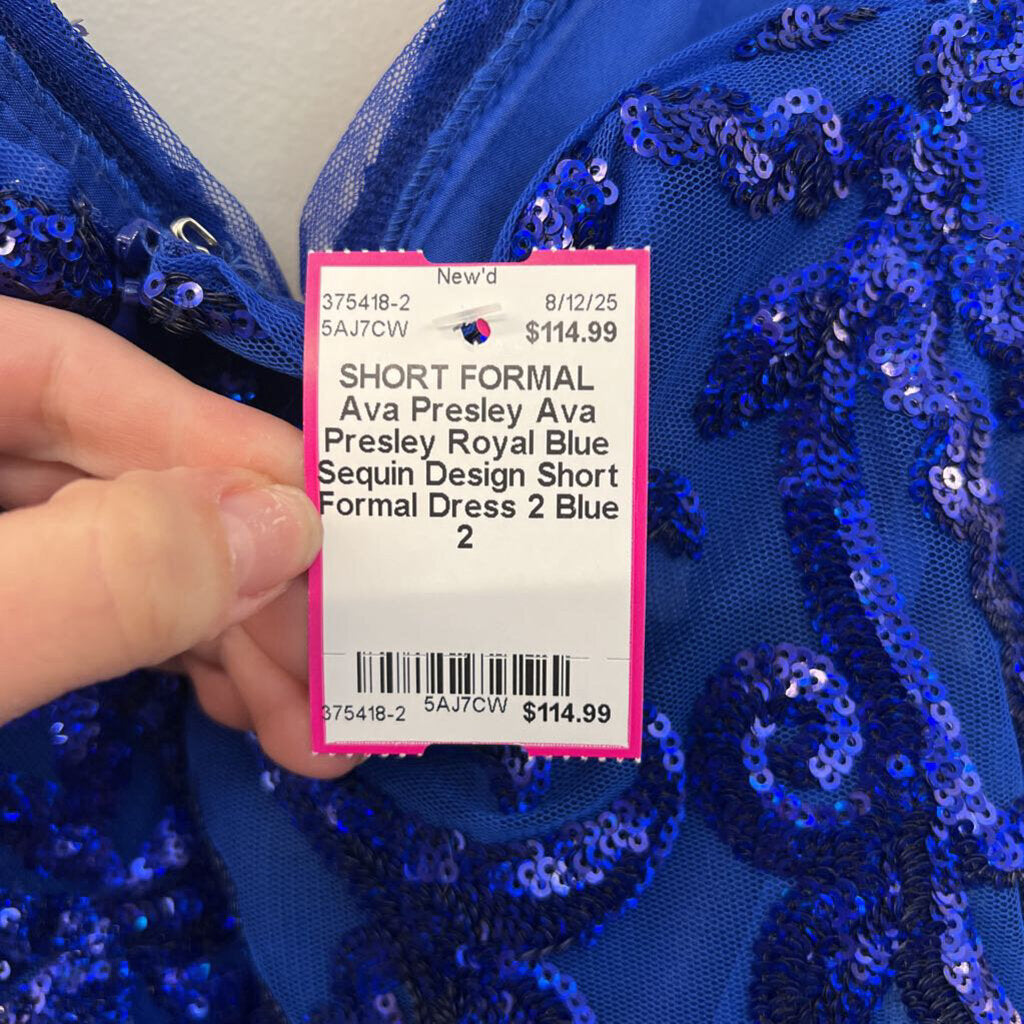 New'd
375418-2 8/12/25
5AJ7CW $114.99
SHORT FORMAL
Ava Presley Ava
Presley Royal Blue
Sequin Design Short
Formal Dress 2 Blue
2
375418-2 5AJ7CW $114.99